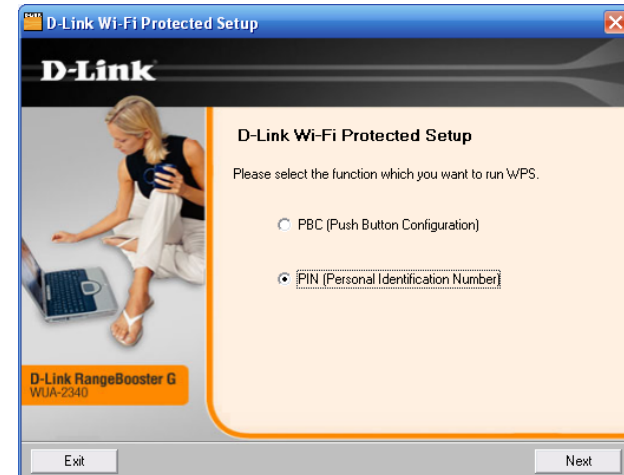 D-Link Wi-Fi Protected Setup
D-Link
D-Link Wi-Fi Protected Setup
Please select the function which you want to run WPS.
PBC (Push Button Configuration)
PIN (Personal Identification Number)
D-Link RangeBooster G
WUA-2340
Exit
Next